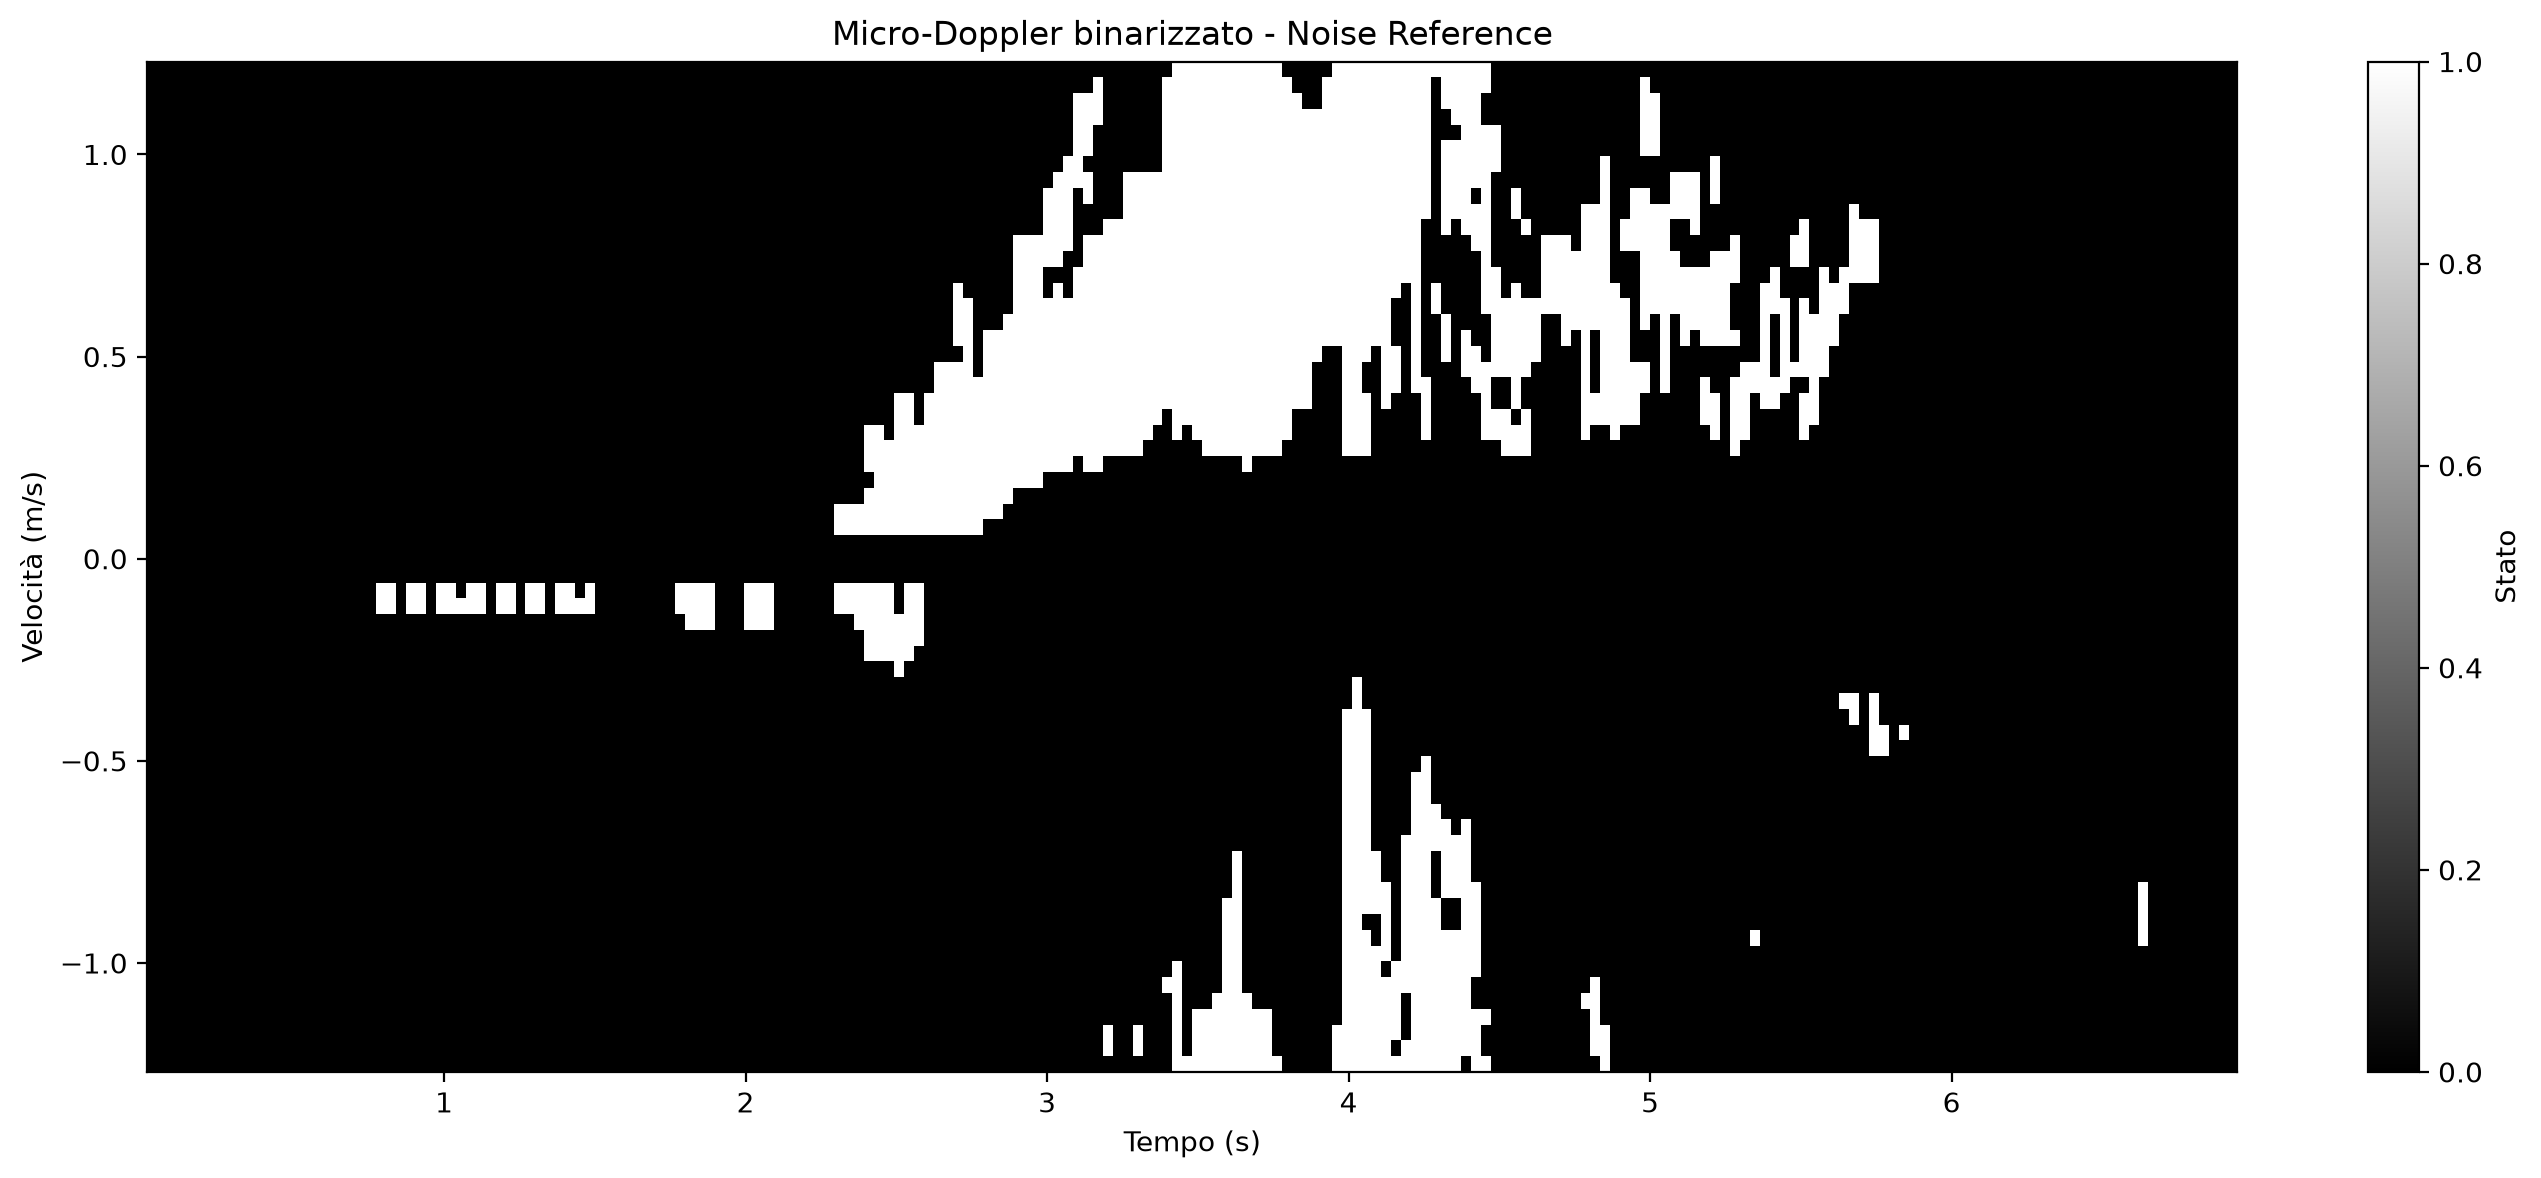 Micro-Doppler binarizzato - Noise Reference
Velocità (m/s)
1.0
0.5
0.0
−0.5
−1.0
1 2 3 4 5 6
Tempo (s)
1.0
0.8
0.6
0.4
0.2
0.0
Stato